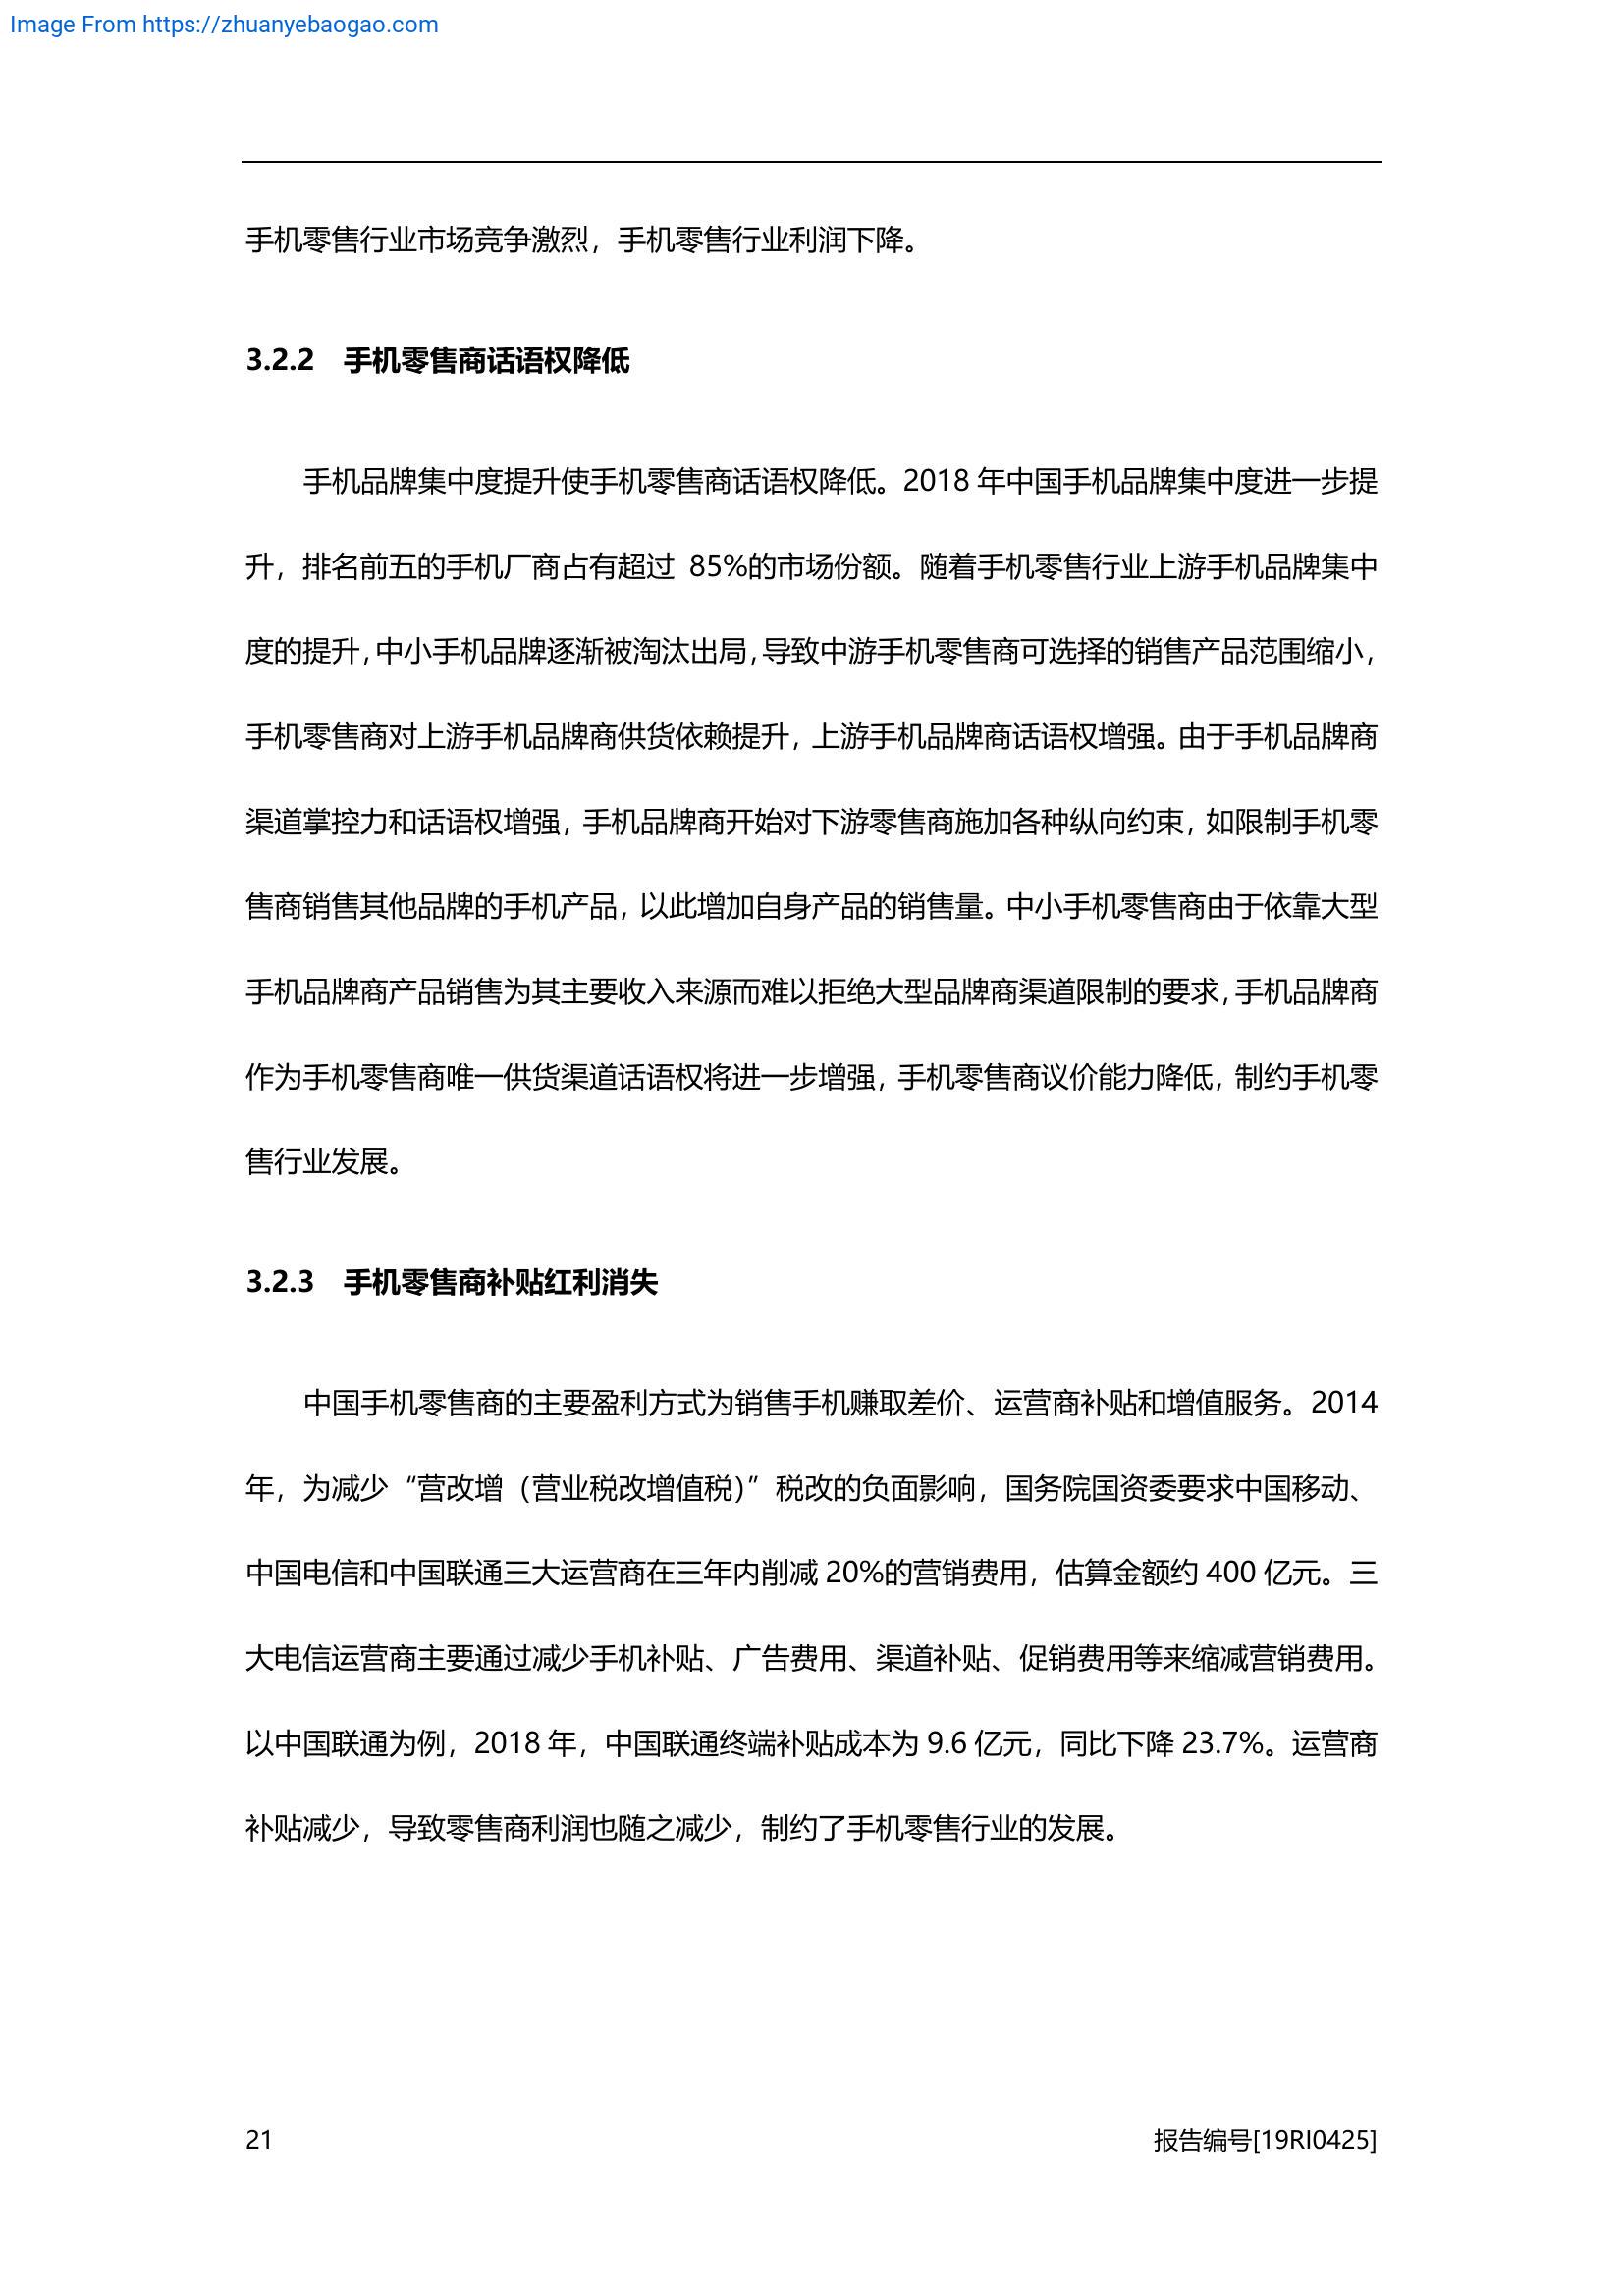 Image From https://zhuanyebaogao.com
手机零售行业市场竞争激烈，手机零售行业利润下降。
3.2.2 手机零售商话语权降低
手机品牌集中度提升使手机零售商话语权降低。2018 年中国手机品牌集中度进一步提
升，排名前五的手机厂商占有超过 85%的市场份额。随着手机零售行业上游手机品牌集中
度的提升，中小手机品牌逐渐被淘汰出局，导致中游手机零售商可选择的销售产品范围缩小，
手机零售商对上游手机品牌商供货依赖提升，上游手机品牌商话语权增强。由于手机品牌商
渠道掌控力和话语权增强，手机品牌商开始对下游零售商施加各种纵向约束，如限制手机零
售商销售其他品牌的手机产品，以此增加自身产品的销售量。中小手机零售商由于依靠大型
手机品牌商产品销售为其主要收入来源而难以拒绝大型品牌商渠道限制的要求，手机品牌商
作为手机零售商唯一供货渠道话语权将进一步增强，手机零售商议价能力降低，制约手机零
售行业发展。
3.2.3 手机零售商补贴红利消失
中国手机零售商的主要盈利方式为销售手机赚取差价、运营商补贴和增值服务。2014
年，为减少“营改增（营业税改增值税）”税改的负面影响，国务院国资委要求中国移动、
中国电信和中国联通三大运营商在三年内削减 20%的营销费用，估算金额约 400 亿元。三
大电信运营商主要通过减少手机补贴、广告费用、渠道补贴、促销费用等来缩减营销费用。
以中国联通为例，2018 年，中国联通终端补贴成本为 9.6 亿元，同比下降 23.7%。运营商
补贴减少，导致零售商利润也随之减少，制约了手机零售行业的发展。
21 报告编号[19RI0425]